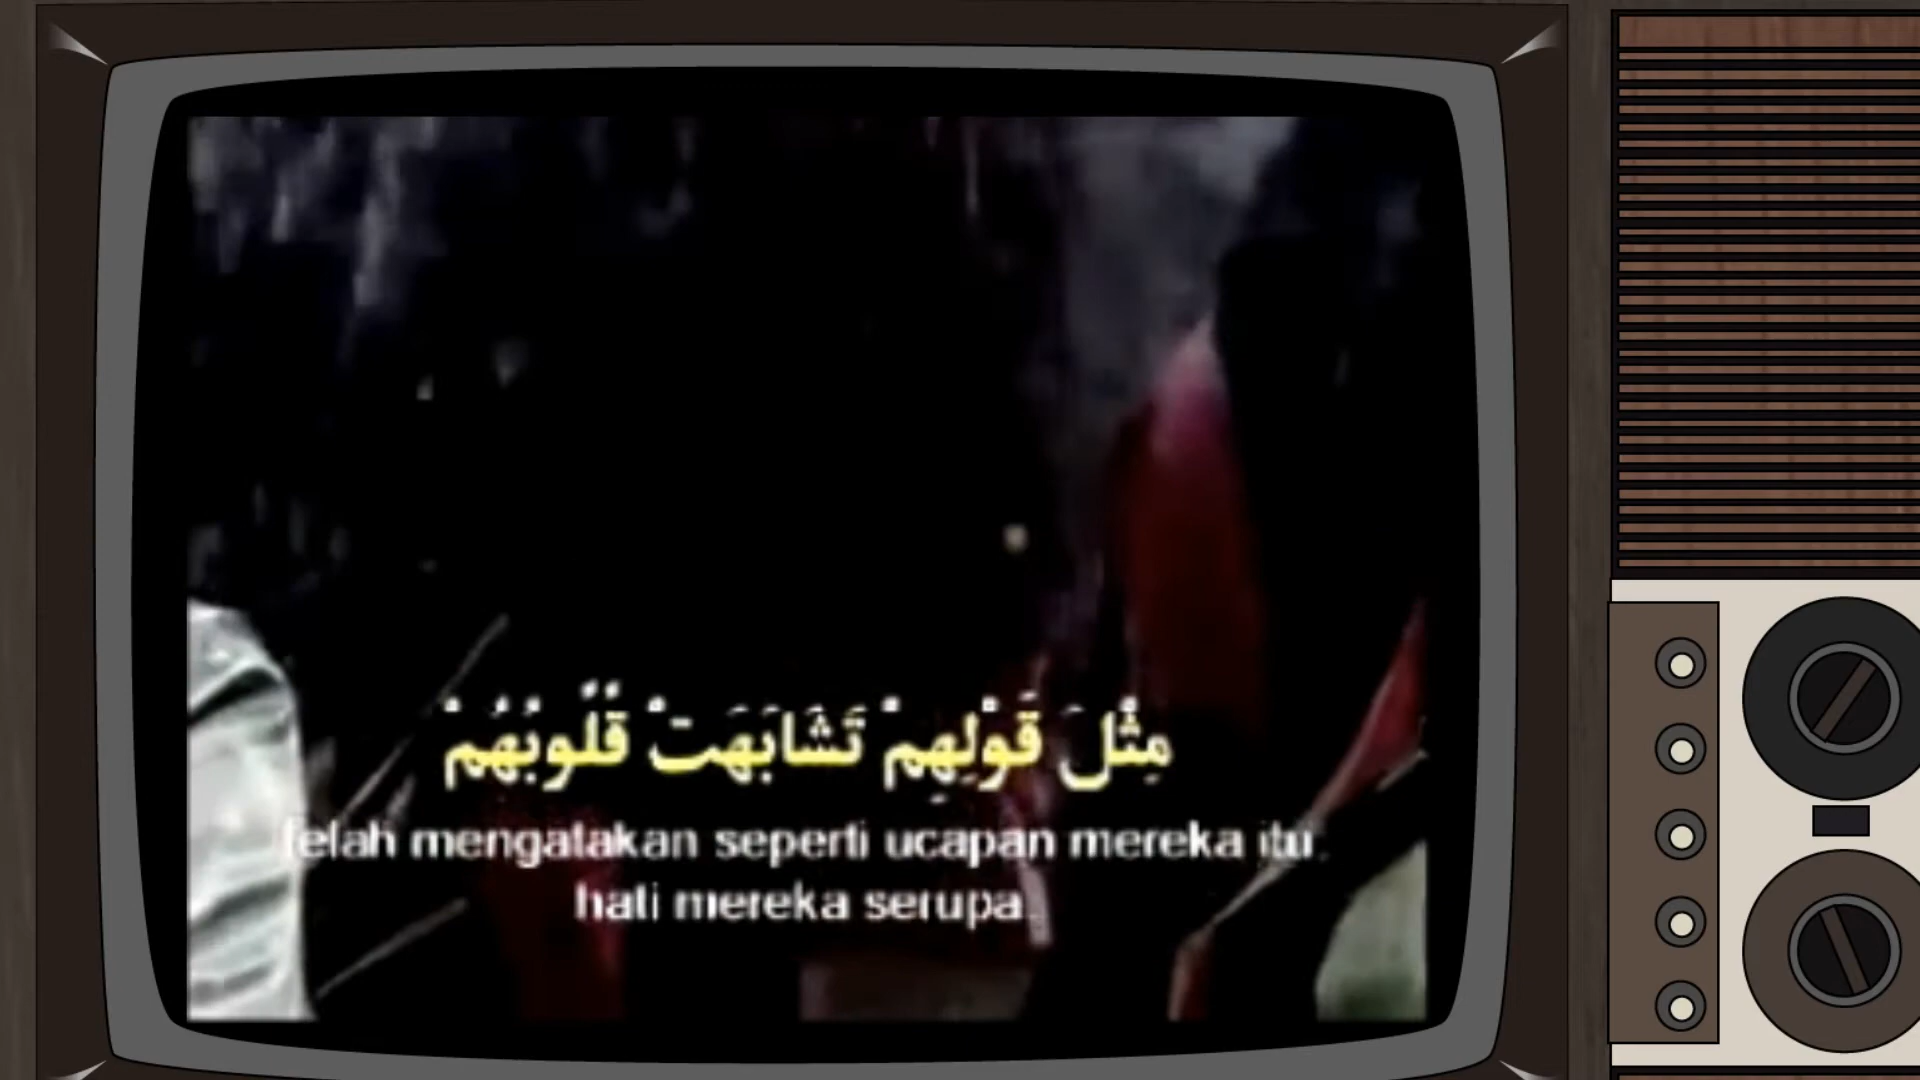 مِثْلَ قَوْلِهِمْ تَشَابَهَتْ قُلُوبُهُمْ
Telah mengatakan seperti ucapan mereka itu.
hati mereka serupa.